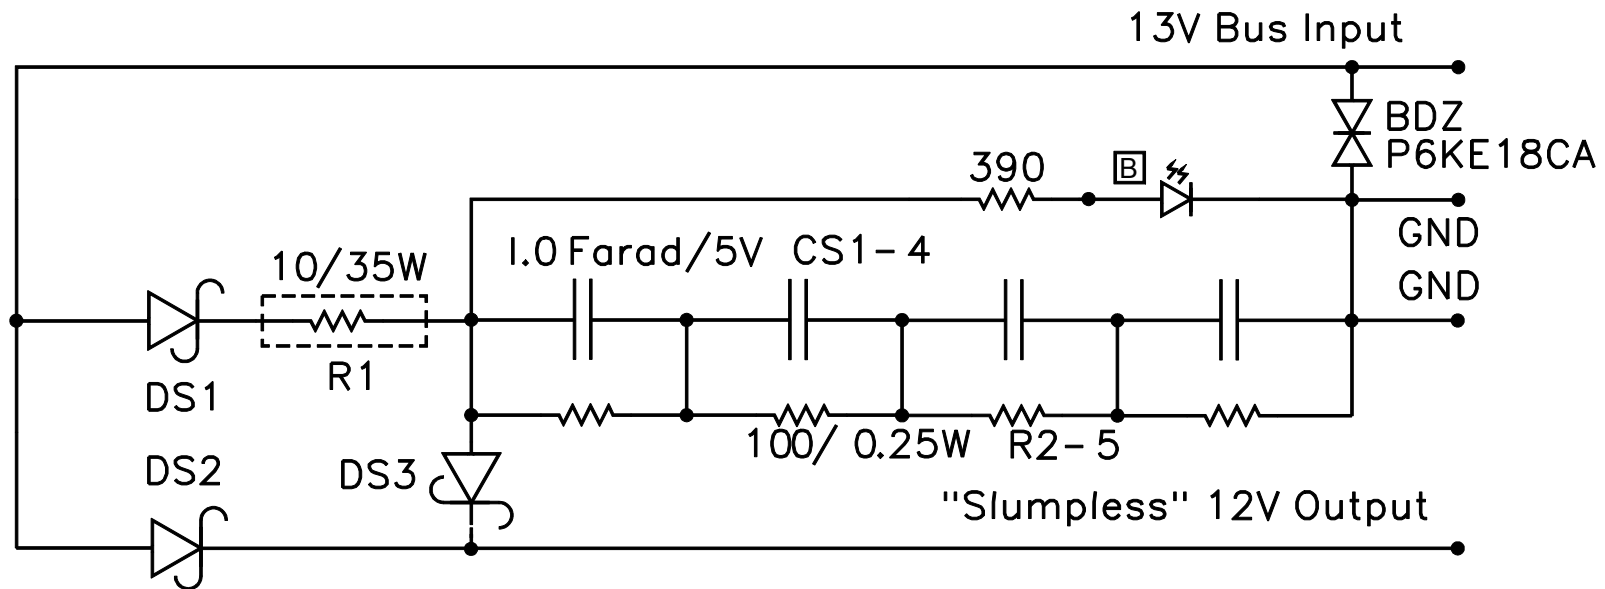 13V Bus Input
BDZ
P6KE18CA
390
B
GND
1.0 Farad/5V CS1-4
GND
10/35W
R1
DS1
100/ 0.25W R2-5
DS2
DS3
"Slumpless" 12V Output